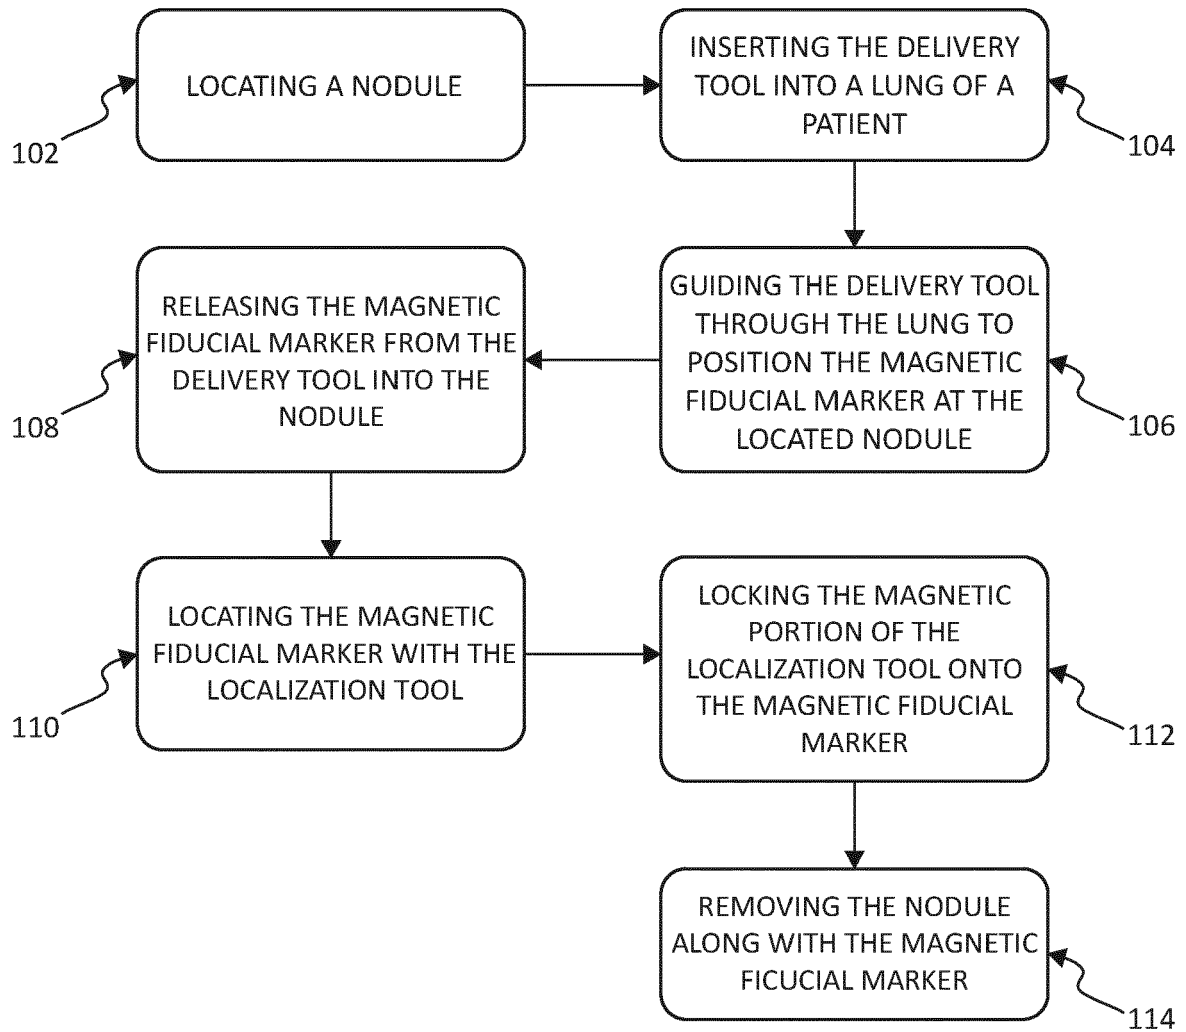 LOCATING A NODULE
102
INSERTING THE DELIVERY
TOOL INTO A LUNG OF A
PATIENT
104
GUIDING THE DELIVERY TOOL
THROUGH THE LUNG TO
POSITION THE MAGNETIC
FIDUCIAL MARKER AT THE
LOCATED NODULE
106
RELEASING THE MAGNETIC
FIDUCIAL MARKER FROM THE
DELIVERY TOOL INTO THE
NODULE
108
LOCATING THE MAGNETIC
FIDUCIAL MARKER WITH THE
LOCALIZATION TOOL
110
LOCKING THE MAGNETIC
PORTION OF THE
LOCALIZATION TOOL ONTO
THE MAGNETIC FIDUCIAL
MARKER
112
REMOVING THE NODULE
ALONG WITH THE MAGNETIC
FICUCIAL MARKER
114